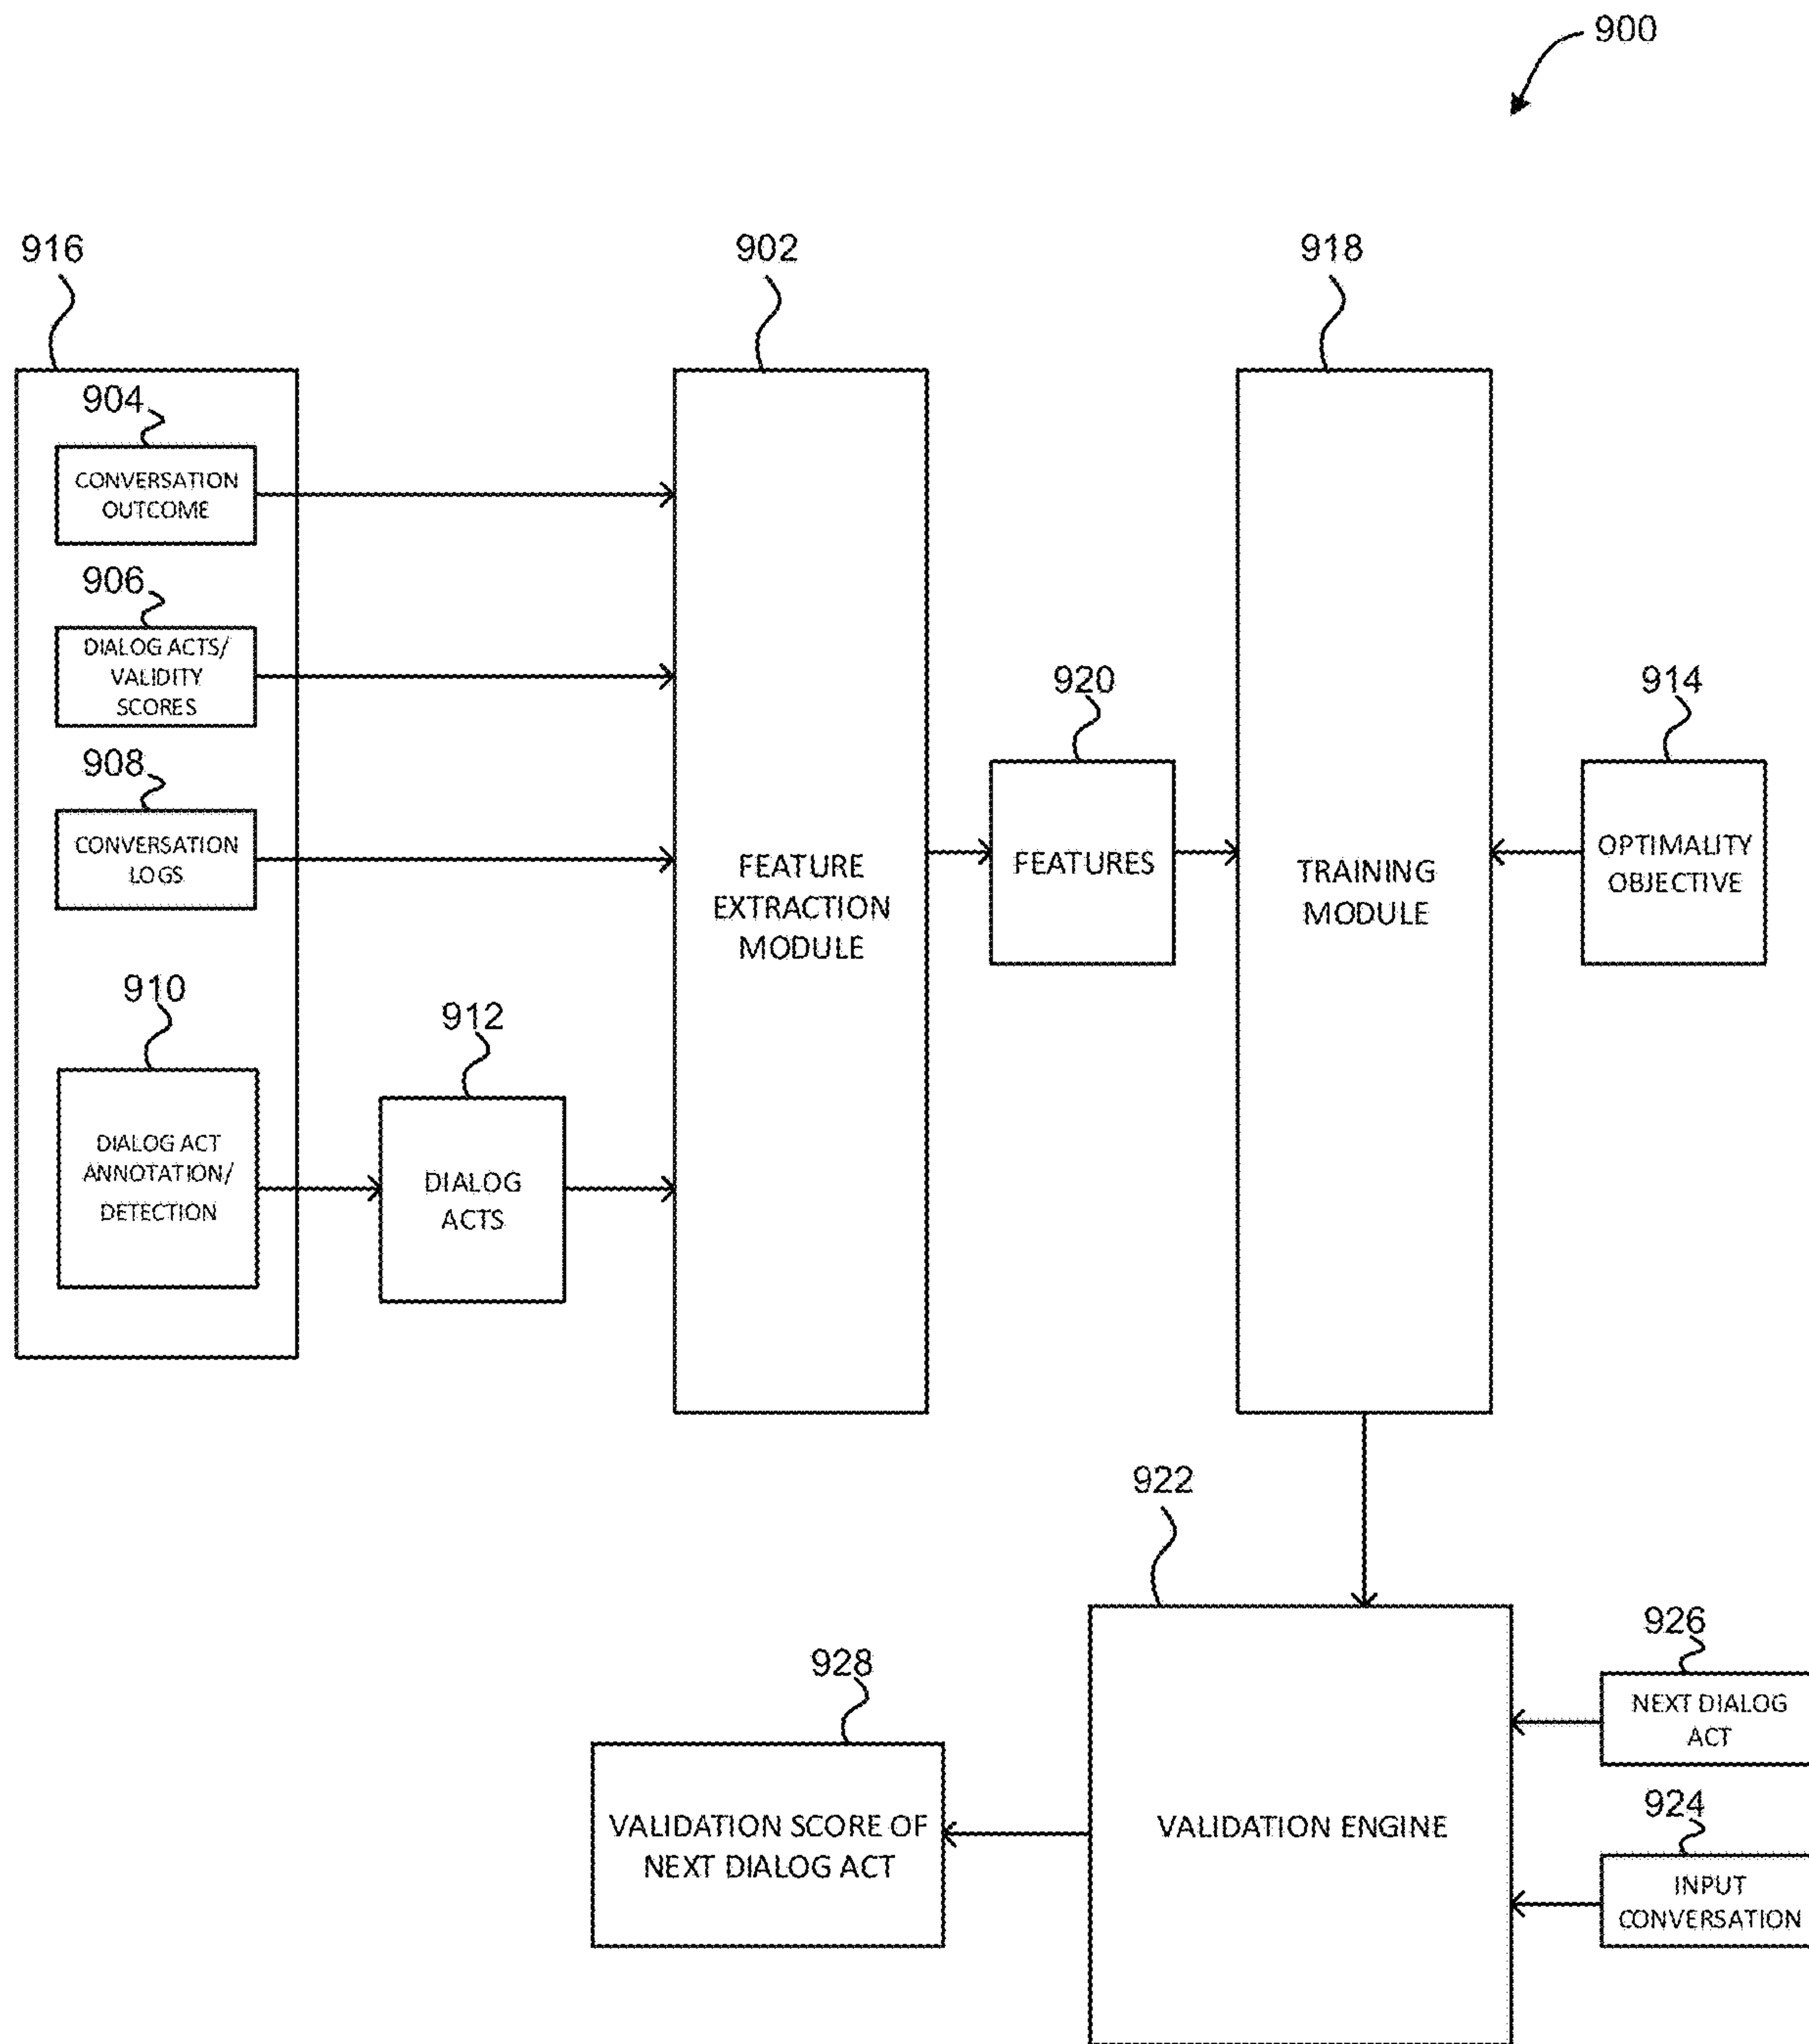 900
916
902
918
904
CONVERSATION
OUTCOME
906
DIALOG ACTS/
VALIDITY
SCORES
908
CONVERSATION
LOGS
910
DIALOG ACT
ANNOTATION/
DETECTION
912
DIALOG
ACTS
FEATURE
EXTRACTION
MODULE
920
FEATURES
TRAINING
MODULE
914
OPTIMALITY
OBJECTIVE
922
926
NEXT DIALOG
ACT
924
INPUT
CONVERSATION
VALIDATION ENGINE
928
VALIDATION SCORE OF
NEXT DIALOG ACT